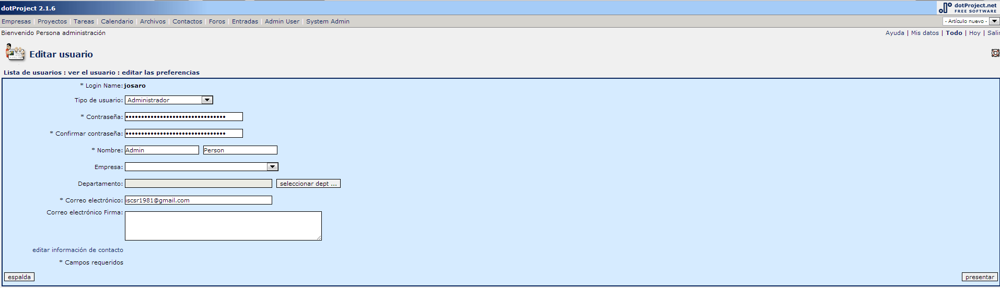 dotProject 2.1.6
dotProject.net
FREE SOFTWARE
Empresas | Proyectos | Tareas | Calendario | Archivos | Contactos | Foros | Entradas | Admin User | System Admin
- Artículo nuevo -
Bienvenido Persona administración
Ayuda | Mis datos | Todo | Hoy | Salir
Editar usuario
Lista de usuarios : ver el usuario : editar las preferencias
* Login Name: josaro
Tipo de usuario: Administrador
* Contraseña: ••••••••••••••••••••••••••••••••
* Confirmar contraseña: ••••••••••••••••••••••••••••••••
* Nombre: Admin Person
Empresa:
Departamento: seleccionar dept ...
* Correo electrónico: iscsr1981@gmail.com
Correo electrónico Firma:
editar información de contacto
* Campos requeridos
espalda
presentar